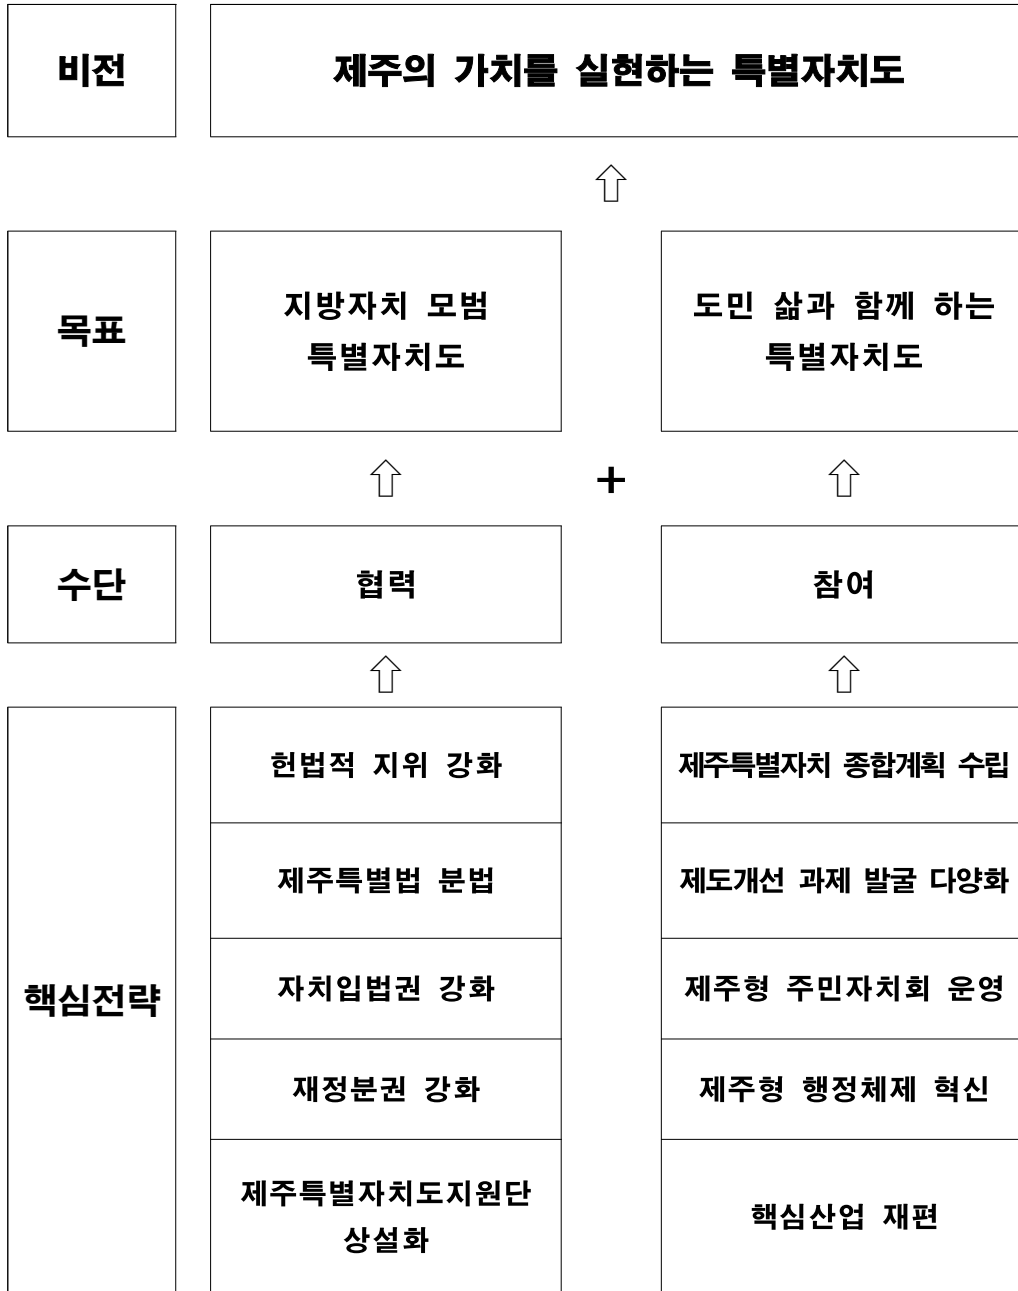 비전
제주의 가치를 실현하는 특별자치도
목표
지방자치 모범
특별자치도
도민 삶과 함께 하는
특별자치도
+
수단
협력
참여
핵심전략
헌법적 지위 강화
제주특별자치 종합계획 수립
제주특별법 분법
제도개선 과제 발굴 다양화
자치입법권 강화
제주형 주민자치회 운영
재정분권 강화
제주형 행정체제 혁신
제주특별자치도지원단
상설화
핵심산업 재편